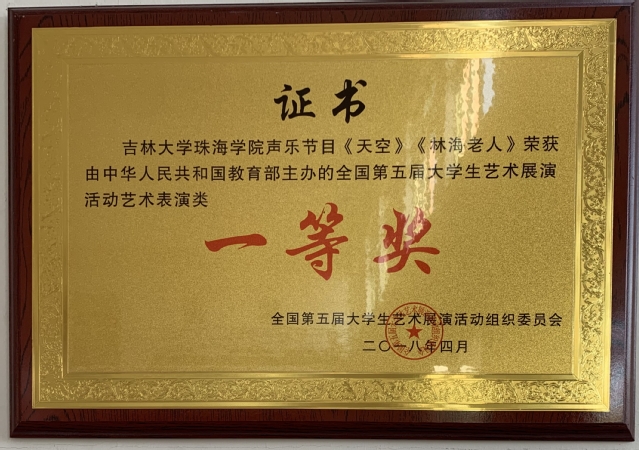 证书
吉林大学珠海学院声乐节目《天空》《林海老人》荣获
由中华人民共和国教育部主办的全国第五届大学生艺术展演
活动艺术表演类
一等奖
全国第五届大学生艺术展演活动组织委员会
二〇一八年四月